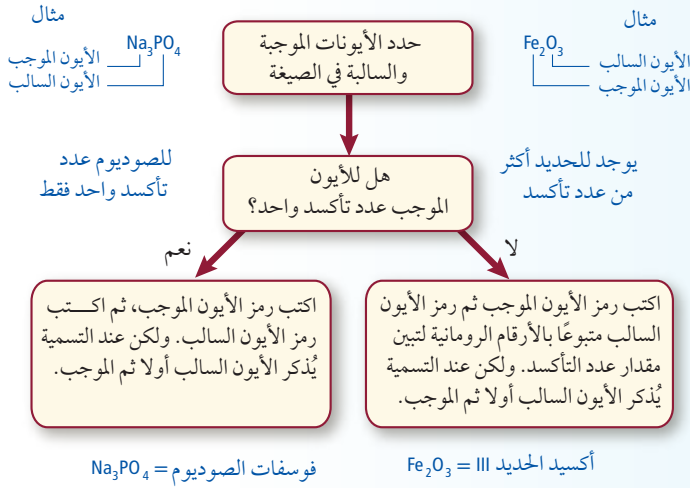 مثال
Fe2O3
الأيون السالب
الأيون الموجب
حدد الأيونات الموجبة
والسالبة في الصيغة
مثال
Na3PO4
الأيون الموجب
الأيون السالب
يوجد للحديد أكثر
من عدد تأكسد
هل للأيون
الموجب عدد تأكسد واحد؟
للصوديوم عدد
تأكسد واحد فقط
لا
نعم
اكتب رمز الأيون الموجب ثم رمز الأيون
السالب متبوعًا بالأرقام الرومانية لتبين
مقدار عدد التأكسد. ولكن عند التسمية
يُذكر الأيون السالب أولا ثم الموجب.
اكتب رمز الأيون الموجب، ثم اكـــتب
رمز الأيون السالب. ولكن عند التسمية
يُذكر الأيون السالب أولا ثم الموجب.
أكسيد الحديد Fe2O3 = III
فوسفات الصوديوم = Na3PO4